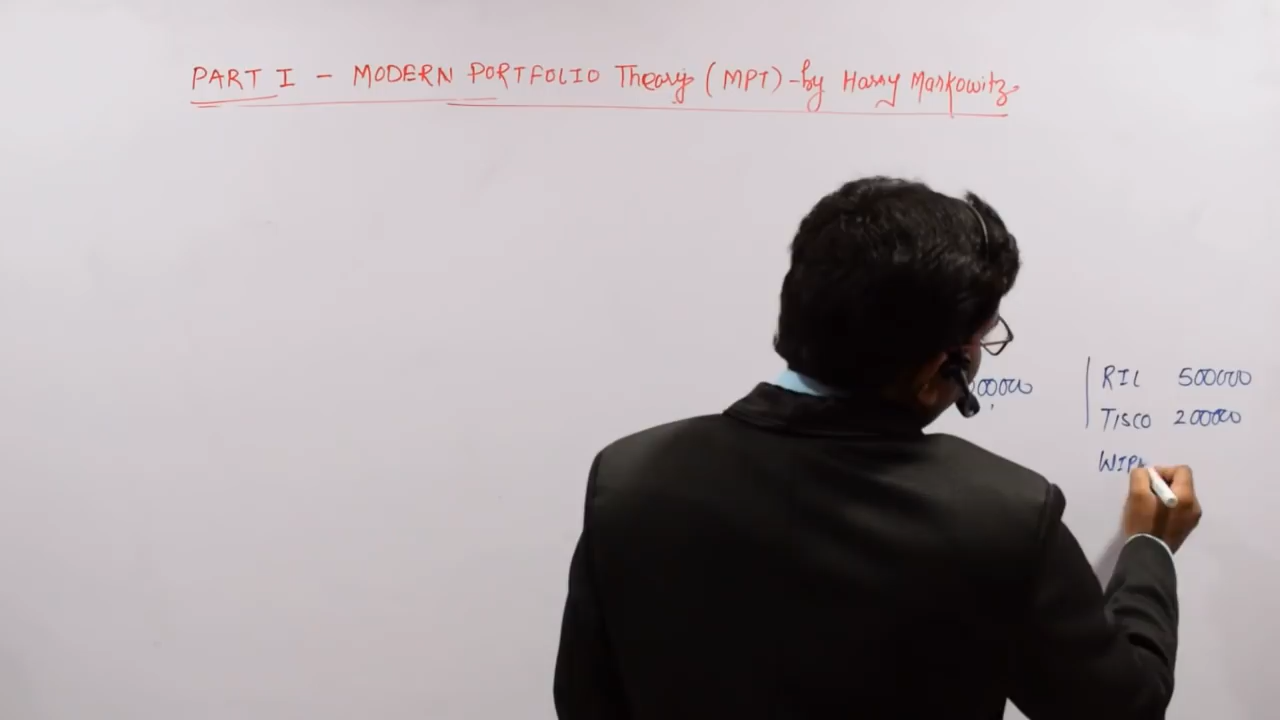 PART I - MODERN PORTFOLIO Theory (MPT) -by Harry Markowitz
RIL 500000
TISCO 200000